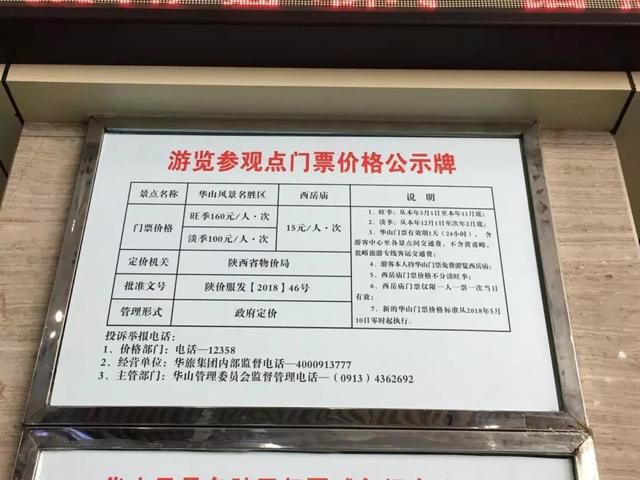 游览参观点门票价格公示牌
景点名称 华山风景名胜区 西岳庙 说 明
门票价格 旺季160元/人·次 15元/人·次
淡季100元/人·次
定价机关 陕西省物价局
批准文号 陕价服发【2018】46号
管理形式 政府定价
1、旺季：从本年3月1日至本年11月底；
2、淡季：从本年12月1日至次年2月底；
3、华山门票有效期1天（24小时），含
游客中心至各景点间交通费，不含黄甫峪、
瓮峪旅游专线客运交通费；
4、游客本人持华山门票免费游览西岳庙；
5、西岳庙门票价格不分淡旺季；
6、西岳庙门票仅限一人一票一次当日
有效；
7、新的华山门票价格标准从2018年5月
10日零时起执行。
投诉举报电话：
1、价格部门：电话—12358
2、经营单位：华旅集团内部监督电话—4000913777
3、主管部门：华山管理委员会监督管理电话—（0913）4362692